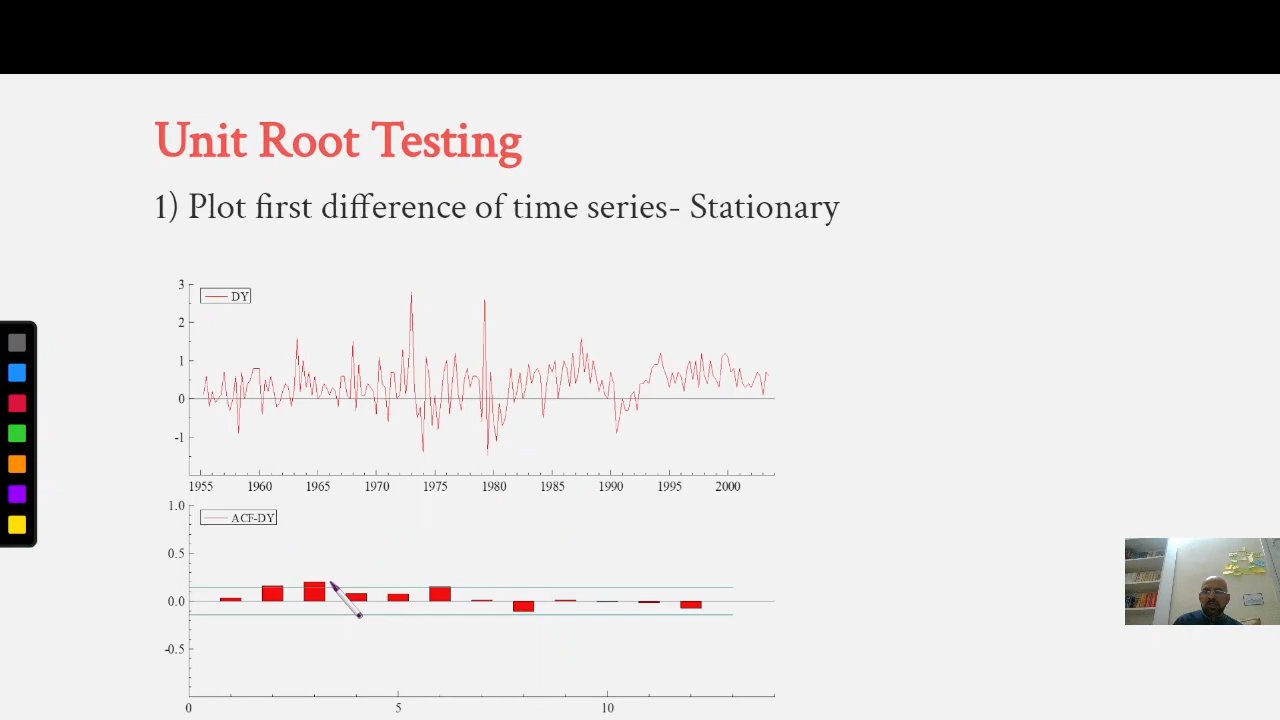 Unit Root Testing
1) Plot first difference of time series- Stationary
3
DY
2
1
0
-1
1955 1960 1965 1970 1975 1980 1985 1990 1995 2000
1.0
ACF-DY
0.5
0.0
-0.5
0 5 10